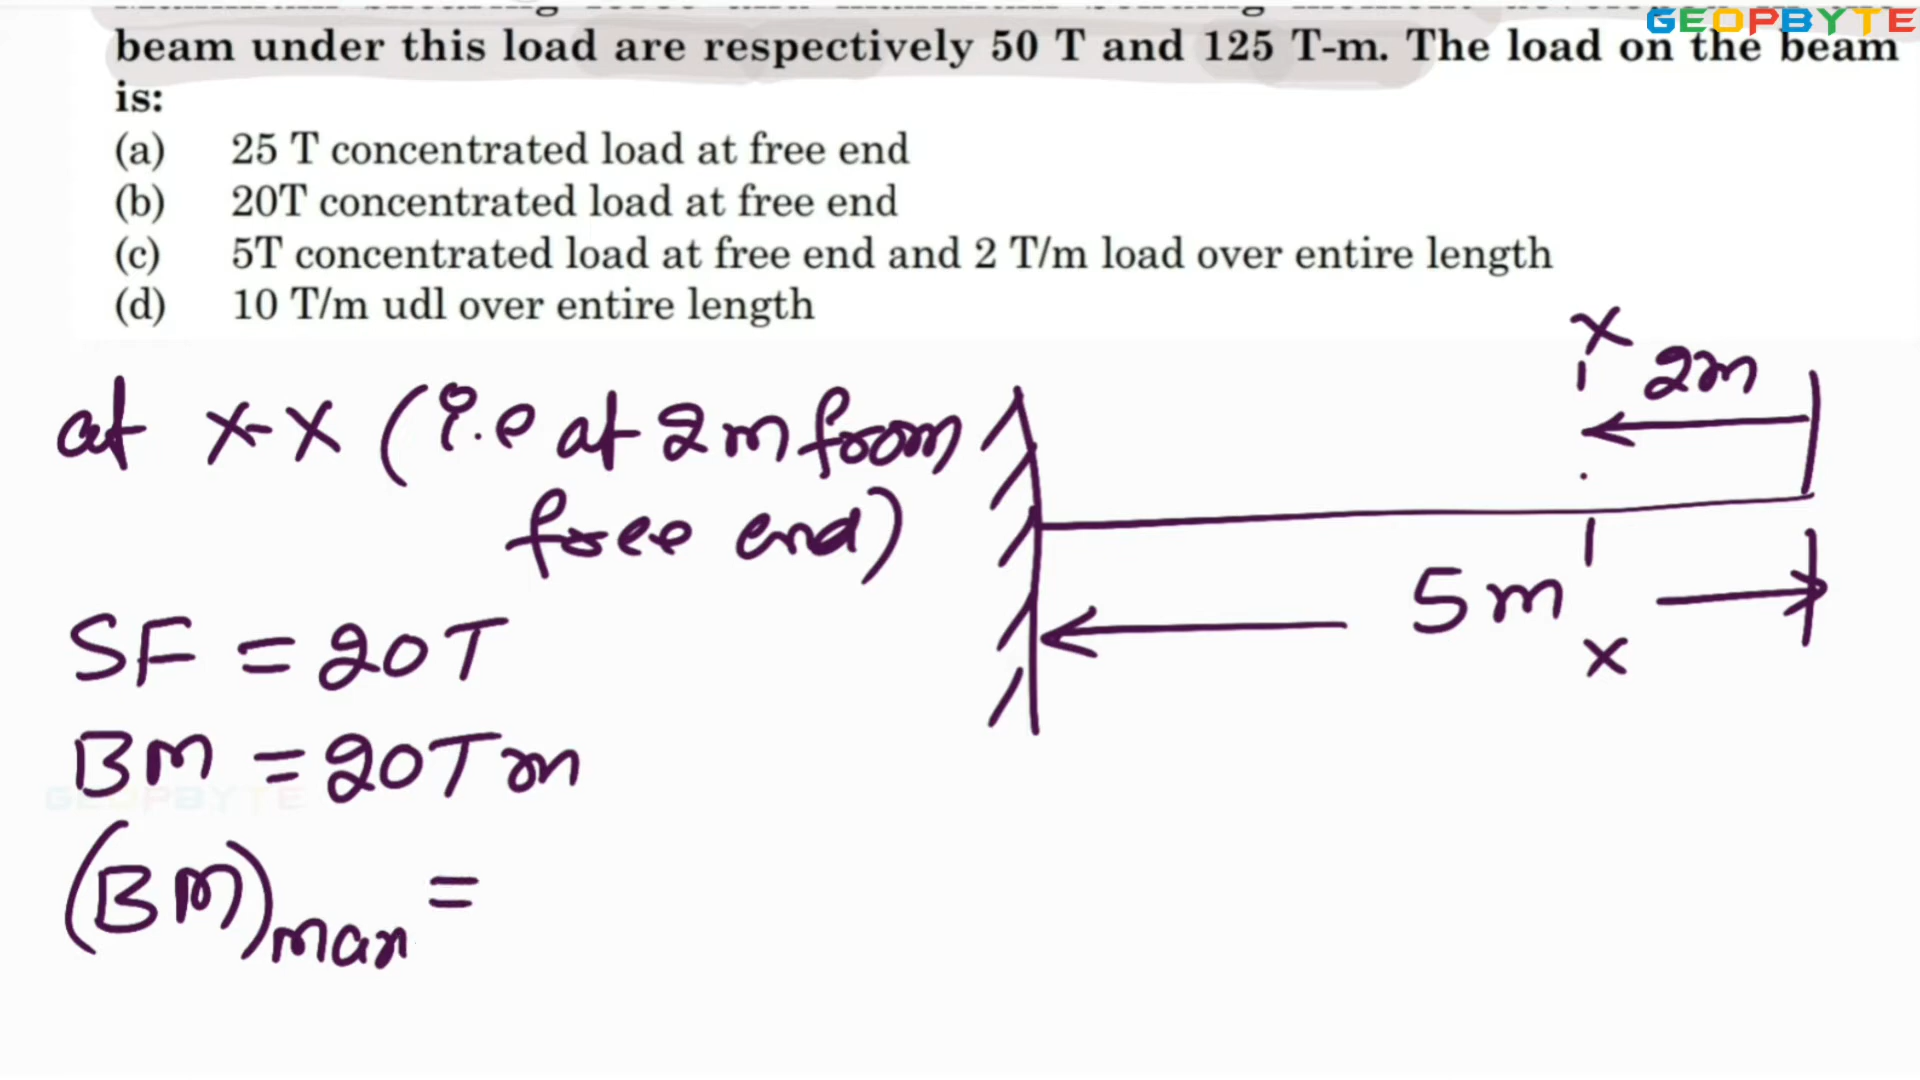 GEOPBYTE
beam under this load are respectively 50 T and 125 T-m. The load on the beam
is:
(a) 25 T concentrated load at free end
(b) 20T concentrated load at free end
(c) 5T concentrated load at free end and 2 T/m load over entire length
(d) 10 T/m udl over entire length
x 2m
at x-x (i.e at 2m from
free end)
5m
x
SF = 20T
BM = 20Tm
GEOPBYTE
(BM)max =